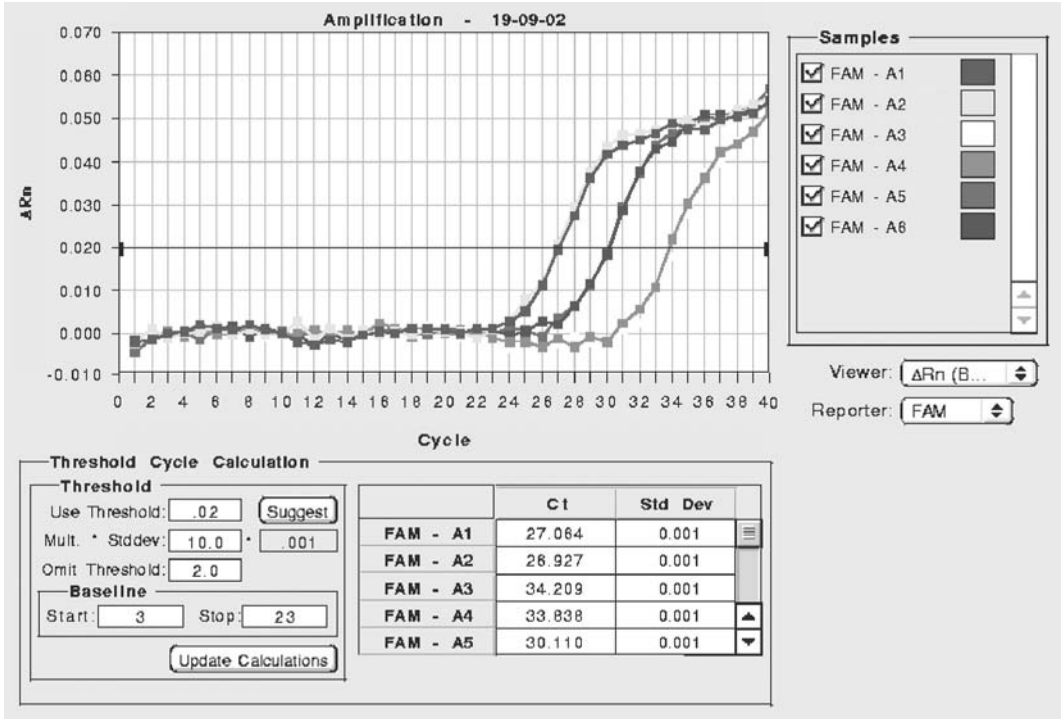 Amplification - 19-09-02
0.070
0.060
0.050
0.040
0.030
0.020
0.010
0.000
-0.010
ΔRn
0 2 4 6 8 10 12 14 16 18 20 22 24 26 28 30 32 34 36 38 40
Cycle
Samples
FAM - A1
FAM - A2
FAM - A3
FAM - A4
FAM - A5
FAM - A6
Viewer: ΔRn (B...
Reporter: FAM
Threshold Cycle Calculation
Threshold
Use Threshold: .02 Suggest
Mult. * Stddev: 10.0 * .001
Omit Threshold: 2.0
Baseline
Start: 3 Stop: 23
Update Calculations
Ct Std Dev
FAM - A1 27.064 0.001
FAM - A2 26.927 0.001
FAM - A3 34.209 0.001
FAM - A4 33.838 0.001
FAM - A5 30.110 0.001